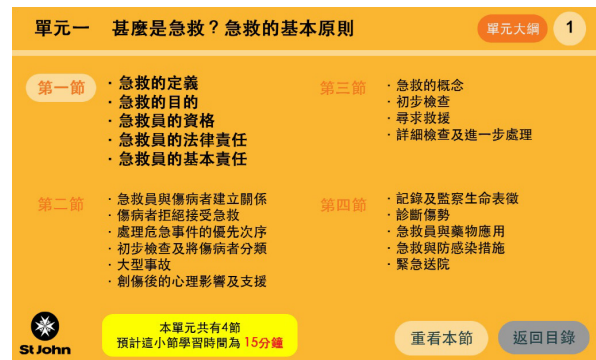 單元一 甚麼是急救？急救的基本原則
單元大綱
1
第一節
· 急救的定義
· 急救的目的
· 急救員的資格
· 急救員的法律責任
· 急救員的基本責任
第二節
· 急救員與傷病者建立關係
· 傷病者拒絕接受急救
· 處理危急事件的優先次序
· 初步檢查及將傷病者分類
· 大型事故
· 創傷後的心理影響及支援
第三節
· 急救的概念
· 初步檢查
· 尋求救援
· 詳細檢查及進一步處理
第四節
· 記錄及監察生命表徵
· 診斷傷勢
· 急救員與藥物應用
· 急救與防感染措施
· 緊急送院
St John
本單元共有4節
預計這小節學習時間為 15分鐘
重看本節
返回目錄